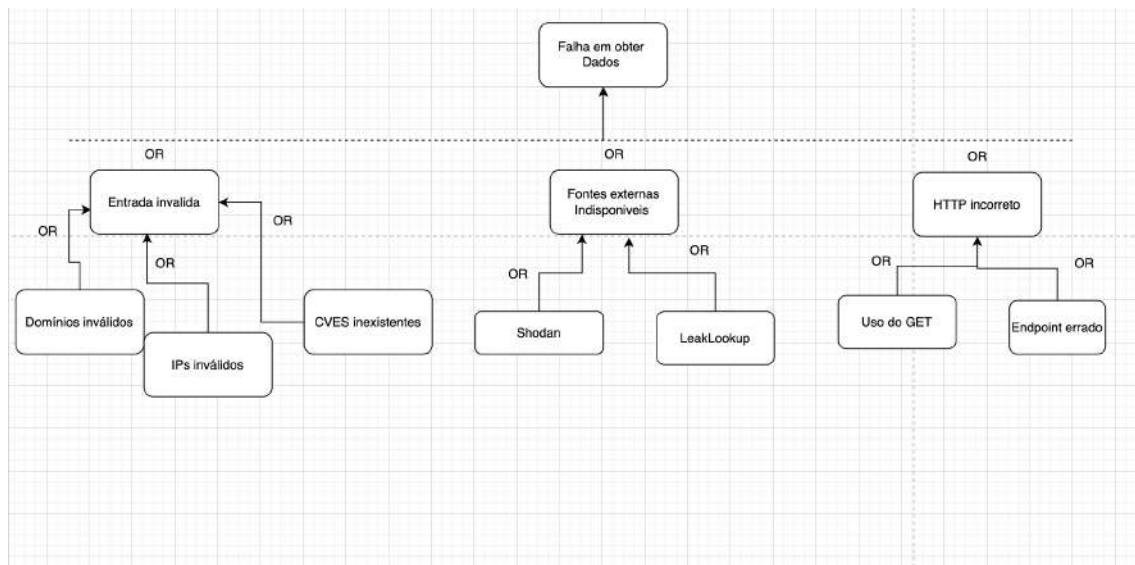 Falha em obter
Dados
OR
OR
OR
Entrada invalida
Fontes externas
Indisponiveis
HTTP incorreto
OR
OR
OR
OR
OR
OR
OR
Domínios inválidos
IPs inválidos
CVES inexistentes
Shodan
LeakLookup
Uso do GET
Endpoint errado